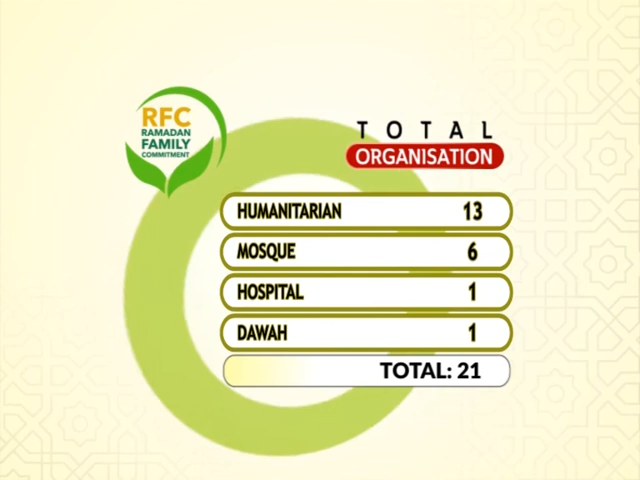 RFC
RAMADAN
FAMILY
COMMITMENT
TOTAL
ORGANISATION
HUMANITARIAN 13
MOSQUE 6
HOSPITAL 1
DAWAH 1
TOTAL: 21